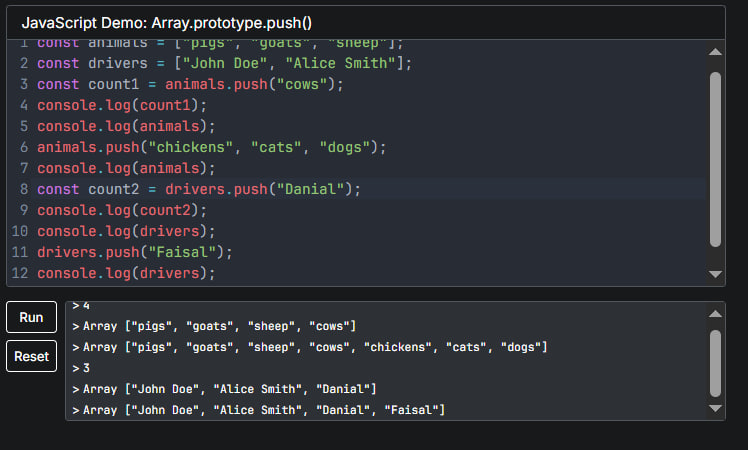 JavaScript Demo: Array.prototype.push()
1 const animals = ["pigs", "goats", "sheep"];
2 const drivers = ["John Doe", "Alice Smith"];
3 const count1 = animals.push("cows");
4 console.log(count1);
5 console.log(animals);
6 animals.push("chickens", "cats", "dogs");
7 console.log(animals);
8 const count2 = drivers.push("Danial");
9 console.log(count2);
10 console.log(drivers);
11 drivers.push("Faisal");
12 console.log(drivers);
Run
Reset
> 4
> Array ["pigs", "goats", "sheep", "cows"]
> Array ["pigs", "goats", "sheep", "cows", "chickens", "cats", "dogs"]
> 3
> Array ["John Doe", "Alice Smith", "Danial"]
> Array ["John Doe", "Alice Smith", "Danial", "Faisal"]